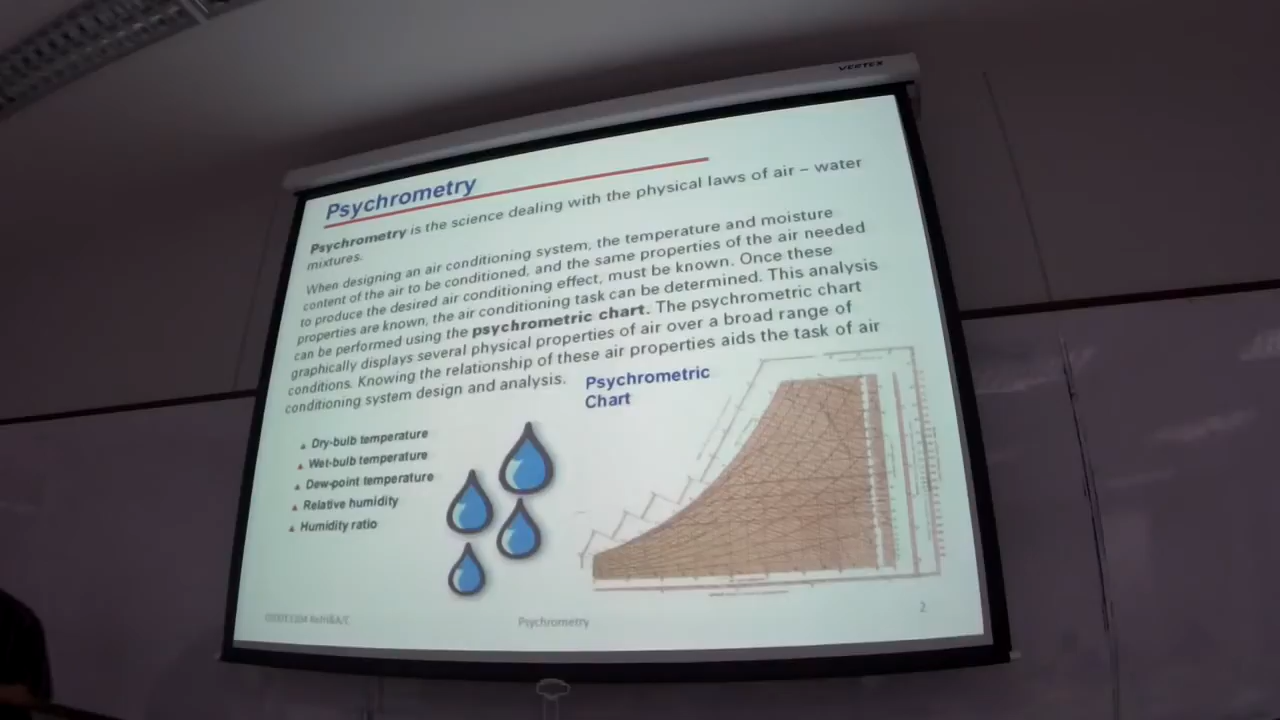 VERTEX
Psychrometry
Psychrometry is the science dealing with the physical laws of air – water
mixtures.
When designing an air conditioning system, the temperature and moisture
content of the air to be conditioned, and the same properties of the air needed
to produce the desired air conditioning effect, must be known. Once these
properties are known, the air conditioning task can be determined. This analysis
can be performed using the psychrometric chart. The psychrometric chart
graphically displays several physical properties of air over a broad range of
conditions. Knowing the relationship of these air properties aids the task of air
conditioning system design and analysis.
Psychrometric
Chart
Dry-bulb temperature
Wet-bulb temperature
Dew-point temperature
Relative humidity
Humidity ratio
Psychrometry
2